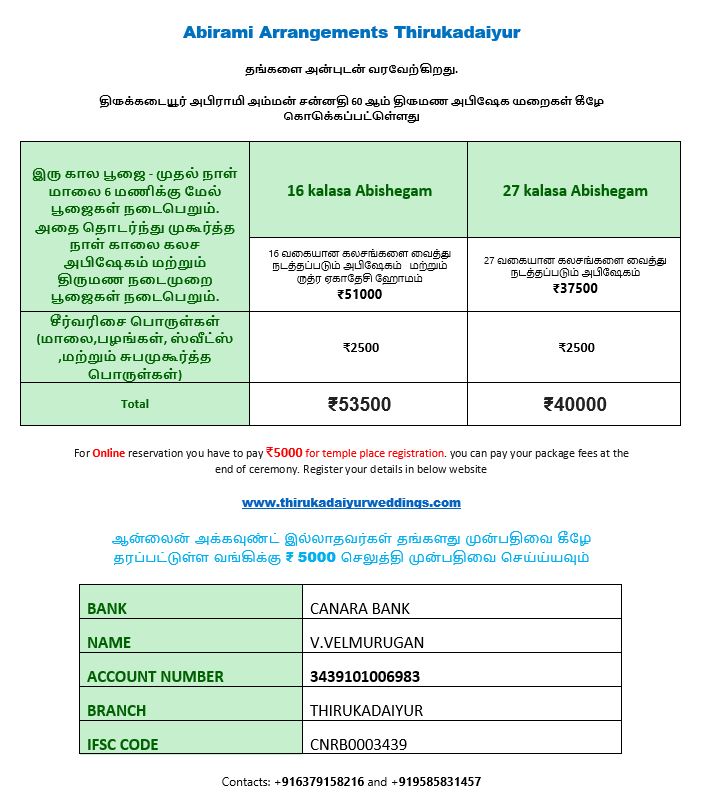 Abirami Arrangements Thirukadaiyur
தங்களை அன்புடன் வரவேற்கிறது.
திருக்கடையூர் அபிராமி அம்மன் சன்னதி 60 ஆம் திருமண அபிஷேக முறைகள் கீழே
கொடுக்கப்பட்டுள்ளது
இரு கால பூஜை - முதல் நாள்
மாலை 6 மணிக்கு மேல்
பூஜைகள் நடைபெறும்.
அதை தொடர்ந்து முகூர்த்த
நாள் காலை கலச
அபிஷேகம் மற்றும்
திருமண நடைமுறை
பூஜைகள் நடைபெறும்.
16 kalasa Abishegam
27 kalasa Abishegam
16 வகையான கலசங்களை வைத்து
நடத்தப்படும் அபிஷேகம் மற்றும்
ருத்ர ஏகாதேசி ஹோமம்
₹51000
27 வகையான கலசங்களை வைத்து
நடத்தப்படும் அபிஷேகம்
₹37500
சீர்வரிசை பொருள்கள்
(மாலை,பழங்கள், ஸ்வீட்ஸ்
,மற்றும் சுபமுகூர்த்த
பொருள்கள்)
₹2500
₹2500
Total
₹53500
₹40000
For Online reservation you have to pay ₹5000 for temple place registration. you can pay your package fees at the
end of ceremony. Register your details in below website
www.thirukadaiyurweddings.com
ஆன்லைன் அக்கவுண்ட் இல்லாதவர்கள் தங்களது முன்பதிவை கீழே
தரப்பட்டுள்ள வங்கிக்கு ₹ 5000 செலுத்தி முன்பதிவை செய்ய்யவும்
BANK CANARA BANK
NAME V.VELMURUGAN
ACCOUNT NUMBER 3439101006983
BRANCH THIRUKADAIYUR
IFSC CODE CNRB0003439
Contacts: +916379158216 and +919585831457